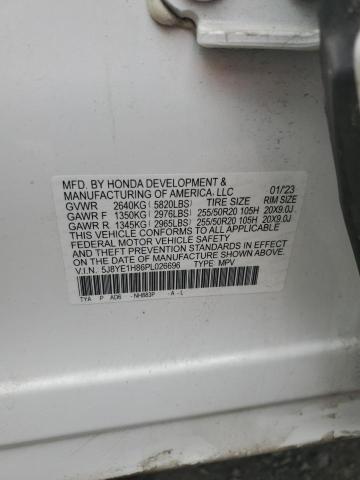 MFD. BY HONDA DEVELOPMENT &
MANUFACTURING OF AMERICA, LLC 01/'23
GVWR 2640KG ( 5820LBS) TIRE SIZE RIM SIZE
GAWR F 1350KG ( 2976LBS) 255/50R20 105H 20X9.0J
GAWR R 1345KG ( 2965LBS) 255/50R20 105H 20X9.0J
THIS VEHICLE CONFORMS TO ALL APPLICABLE
FEDERAL MOTOR VEHICLE SAFETY STANDARDS IN EFFECT
ON THE DATE OF MANUFACTURE SHOWN ABOVE.
V.I.N. 5J8YE1H86PL026696 TYPE: MPV
TYA P AD6 NH883P A - L